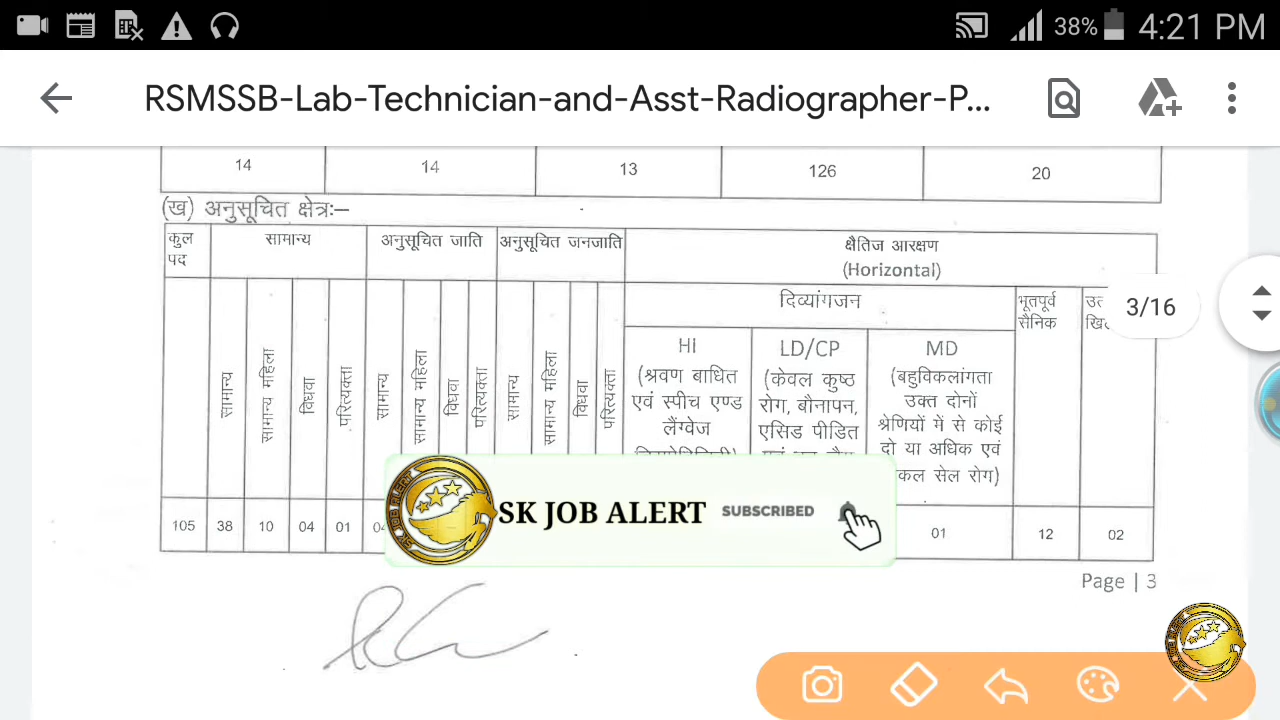 38% 4:21 PM
RSMSSB-Lab-Technician-and-Asst-Radiographer-P...
14 14 13 126 20
(ख) अनुसूचित क्षेत्रः—
कुल पद सामान्य अनुसूचित जाति अनुसूचित जनजाति क्षैतिज आरक्षण
(Horizontal)
दिव्यांगजन भूतपूर्व सैनिक
3/16
सामान्य सामान्य महिला विधवा परित्यक्ता सामान्य सामान्य महिला विधवा परित्यक्ता सामान्य सामान्य महिला विधवा परित्यक्ता
HI
(श्रवण बाधित
एवं स्पीच एण्ड
लैंग्वेज
LD/CP
(केवल कुष्ठ
रोग, बौनापन,
एसिड पीडित
MD
(बहुविकलांगता
उक्त दोनों
श्रेणियों में से कोई
दो या अधिक एवं
कल सेल रोग)
105 38 10 04 01 01 12 02
SK JOB ALERT SUBSCRIBED
Page | 3